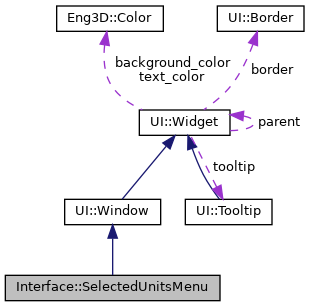 Eng3D::Color
UI::Border
background_color
text_color
border
UI::Widget
parent
tooltip
UI::Window
UI::Tooltip
Interface::SelectedUnitsMenu